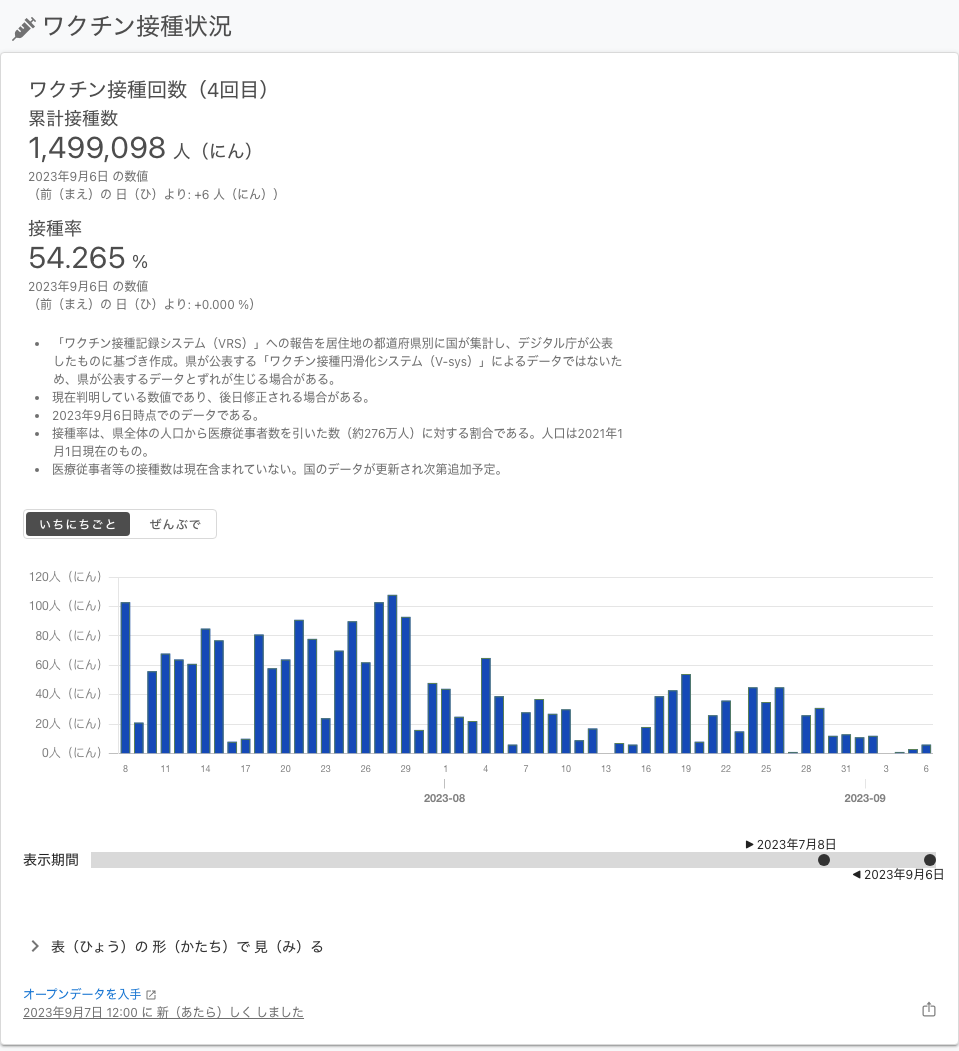 ワクチン接種状況
ワクチン接種回数（4回目）
累計接種数
1,499,098 人（にん）
2023年9月6日 の数値
（前（まえ）の 日（ひ）より: +6 人（にん））
接種率
54.265 %
2023年9月6日 の数値
（前（まえ）の 日（ひ）より: +0.000 %）
• 「ワクチン接種記録システム（VRS）」への報告を居住地の都道府県別に国が集計し、デジタル庁が公表
したものに基づき作成。県が公表する「ワクチン接種円滑化システム（V-sys）」によるデータではないた
め、県が公表するデータとずれが生じる場合がある。
• 現在判明している数値であり、後日修正される場合がある。
• 2023年9月6日時点でのデータである。
• 接種率は、県全体の人口から医療従事者数を引いた数（約276万人）に対する割合である。人口は2021年1
月1日現在のもの。
• 医療従事者等の接種数は現在含まれていない。国のデータが更新され次第追加予定。
いちにちごと ぜんぶで
120人（にん）
100人（にん）
80人（にん）
60人（にん）
40人（にん）
20人（にん）
0人（にん）
8 11 14 17 20 23 26 29 1 4 7 10 13 16 19 22 25 28 31 3 6
2023-08 2023-09
2023年7月8日
表示期間
2023年9月6日
表（ひょう）の 形（かたち）で 見（み）る
オープンデータを入手
2023年9月7日 12:00 に 新（あたら）しく しました